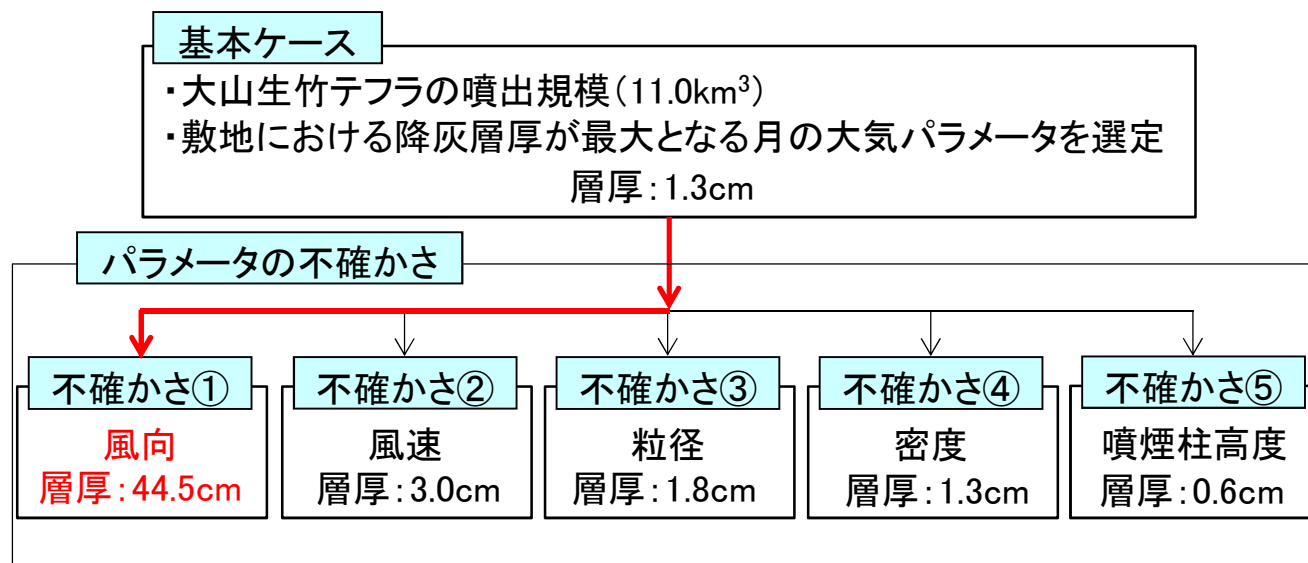 基本ケース
・大山生竹テフラの噴出規模(11.0km³)
・敷地における降灰層厚が最大となる月の大気パラメータを選定
層厚:1.3cm
パラメータの不確かさ
不確かさ①
風向
層厚:44.5cm
不確かさ②
風速
層厚:3.0cm
不確かさ③
粒径
層厚:1.8cm
不確かさ④
密度
層厚:1.3cm
不確かさ⑤
噴煙柱高度
層厚:0.6cm